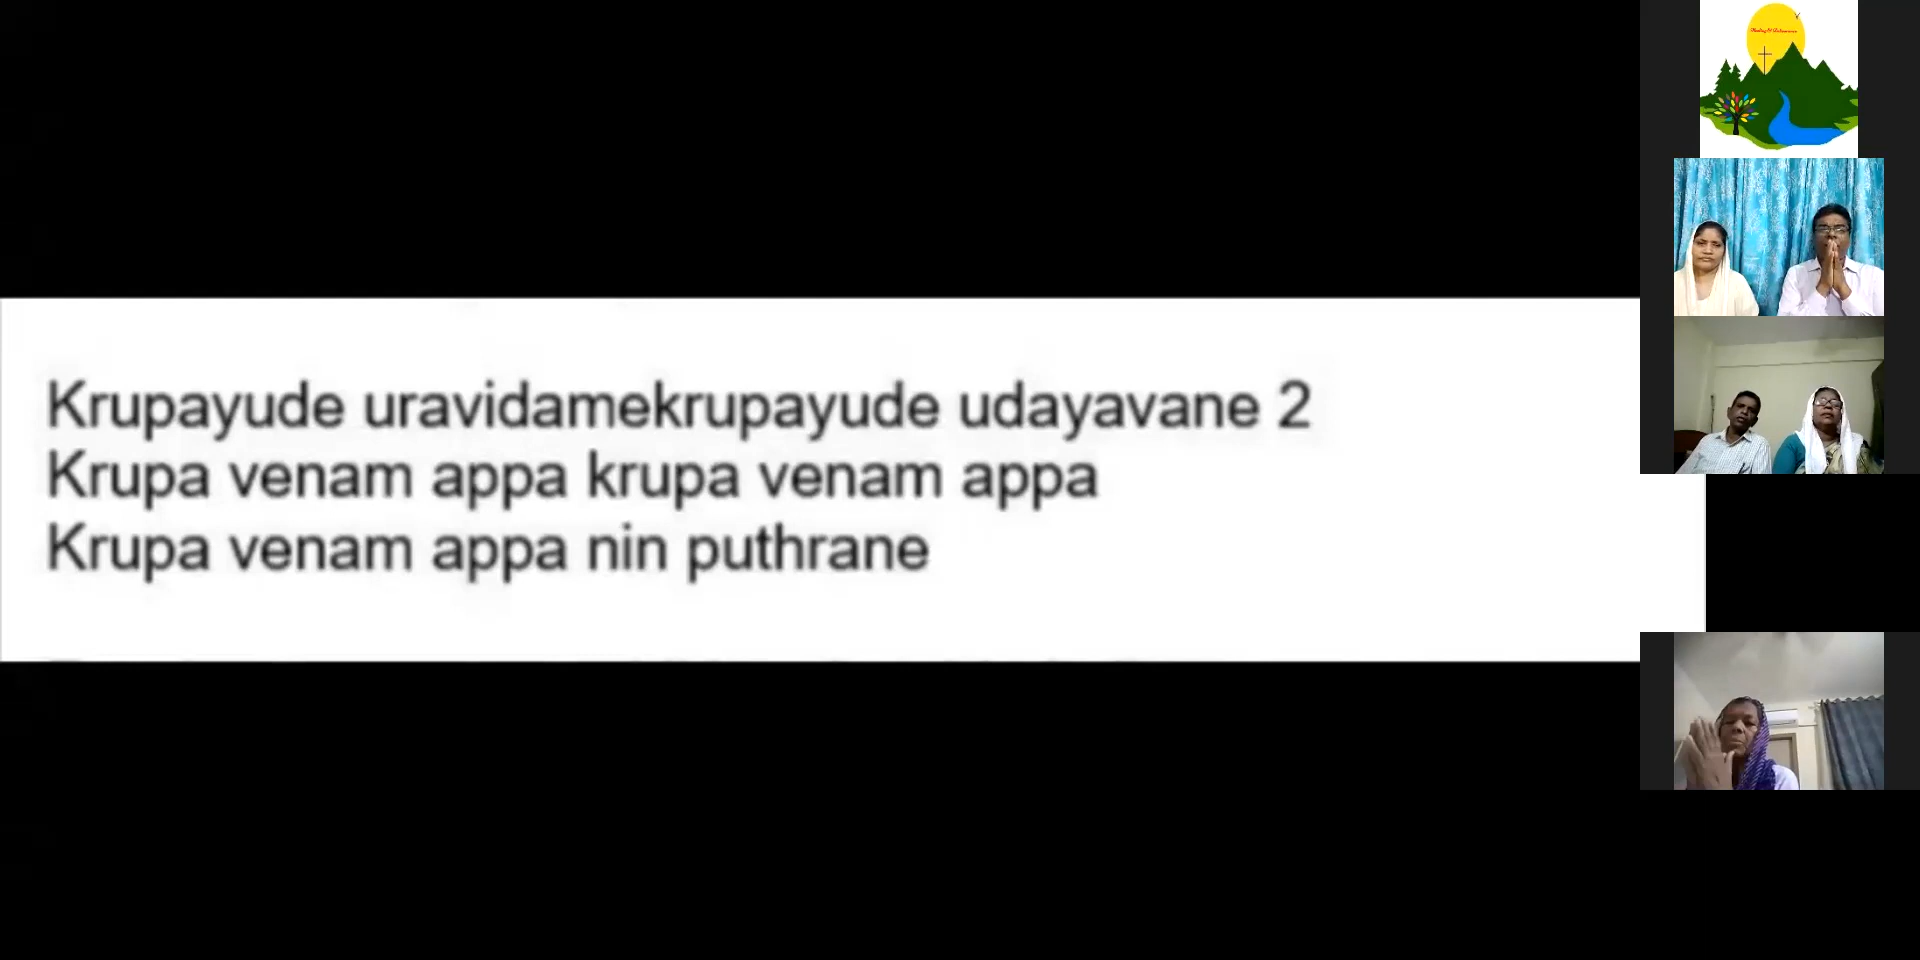 Krupayude uravidamekrupayude udayavane 2
Krupa venam appa krupa venam appa
Krupa venam appa nin puthrane